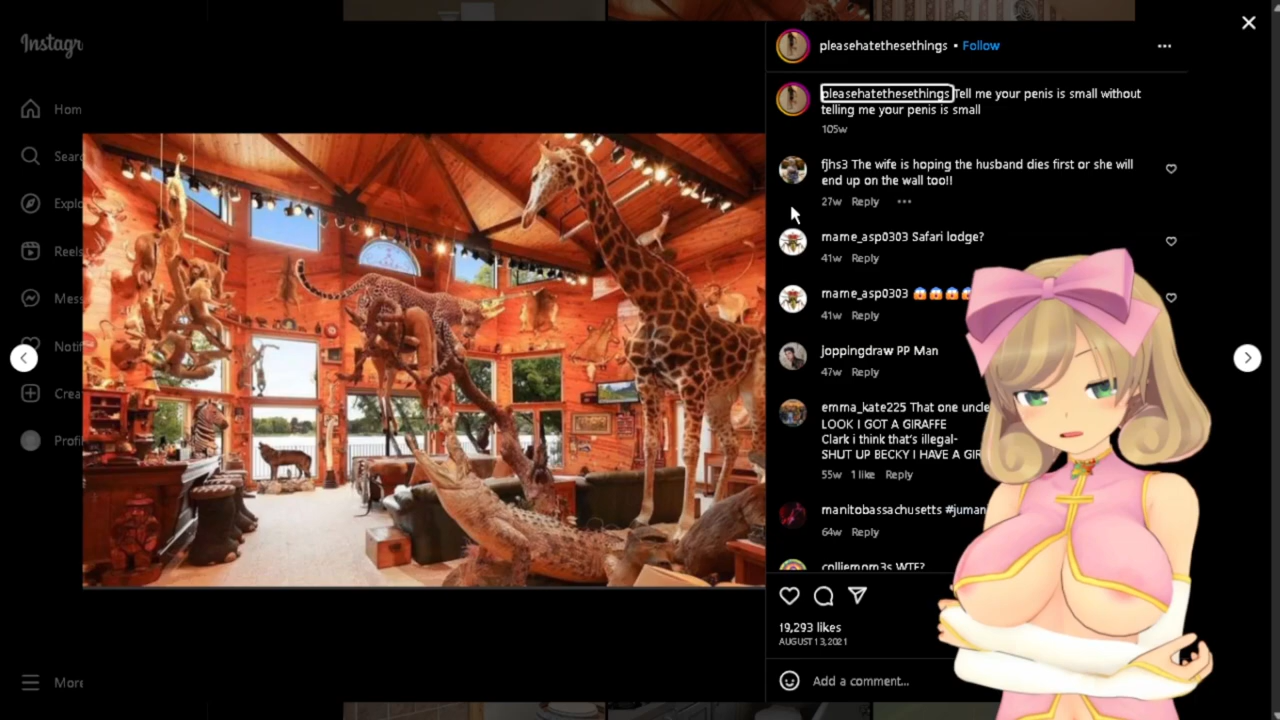 Instagr
Hom
Sear
Explo
Reels
Mess
Notifi
Crea
Profil
More
pleasehatethesethings • Follow
pleasehatethesethings Tell me your penis is small without
telling me your penis is small
105w
fjhs3 The wife is hoping the husband dies first or she will
end up on the wall too!!
27w Reply
mame_asp0303 Safari lodge?
41w Reply
mame_asp0303 😱😱😱😱
41w Reply
joppingdraw PP Man
47w Reply
emma_kate225 That one uncle
LOOK I GOT A GIRAFFE
Clark i think that's illegal-
SHUT UP BECKY I HAVE A GIR
55w 1 like Reply
manitobassachusetts #juman
64w Reply
colliemom3s WTF?
19,293 likes
AUGUST 13, 2021
Add a comment...